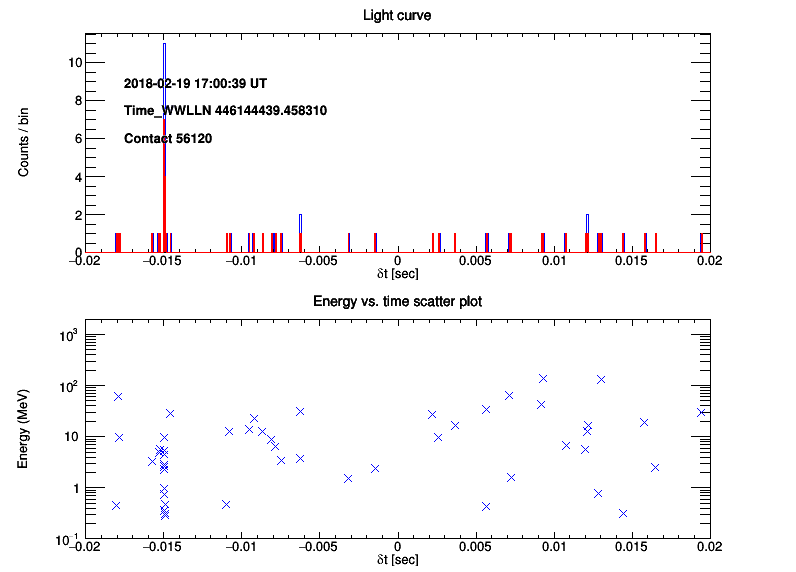 Light curve
Counts / bin
10
8
6
4
2
0
2018-02-19 17:00:39 UT
Time_WWLLN 446144439.458310
Contact 56120
−0.02 −0.015 −0.01 −0.005 0 0.005 0.01 0.015 0.02
δt [sec]
Energy vs. time scatter plot
Energy (MeV)
10³
10²
10
1
10⁻¹
−0.02 −0.015 −0.01 −0.005 0 0.005 0.01 0.015 0.02
δt [sec]